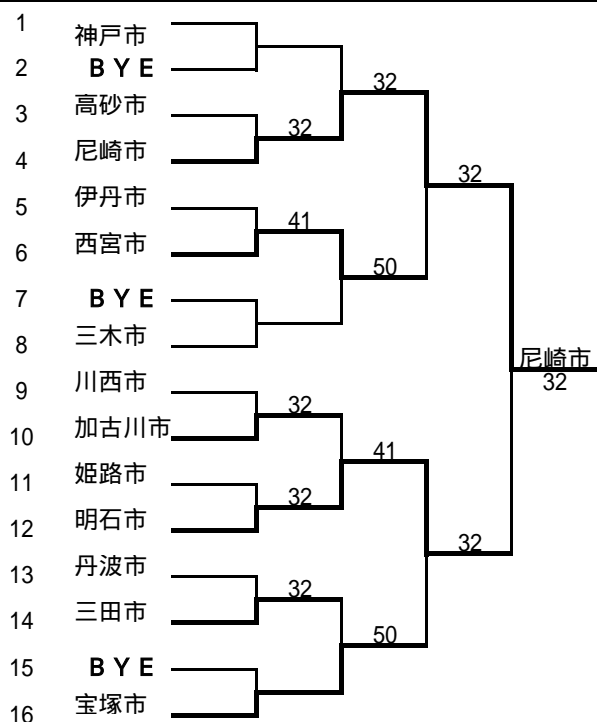 1 神戸市
2 ＢＹＥ
32
3 高砂市
32
4 尼崎市
32
5 伊丹市
41
6 西宮市
50
7 ＢＹＥ
8 三木市
尼崎市
32
9 川西市
32
10 加古川市
41
11 姫路市
32
12 明石市
32
13 丹波市
32
14 三田市
50
15 ＢＹＥ
16 宝塚市